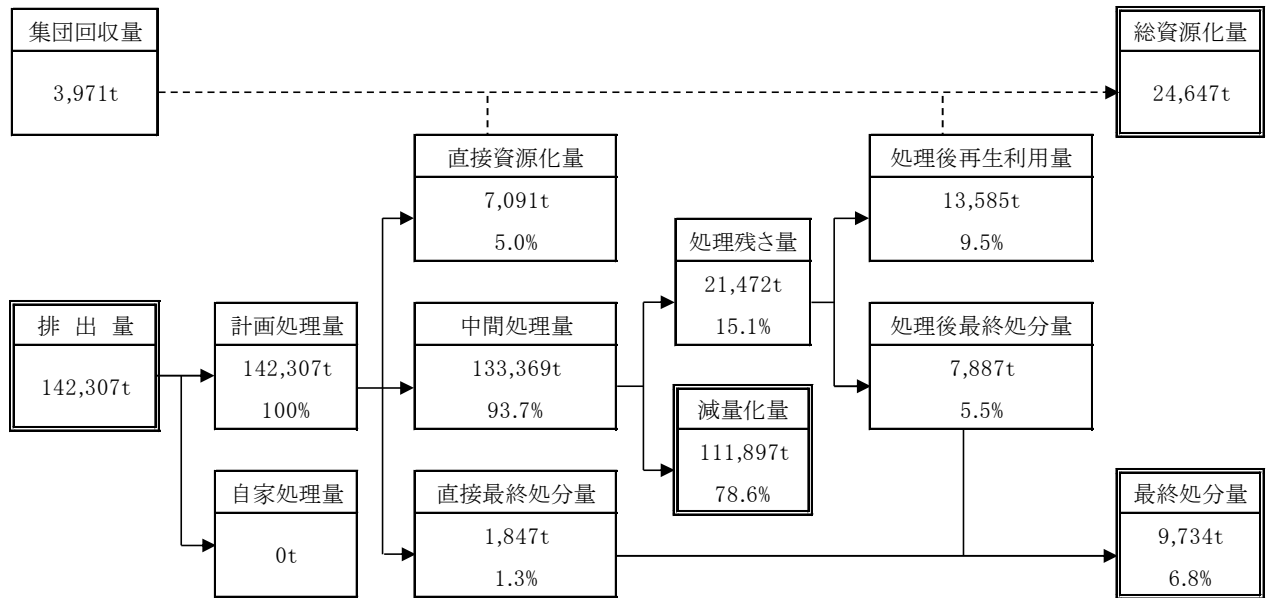 集団回収量
3,971t
総資源化量
24,647t
直接資源化量
7,091t
5.0%
処理後再生利用量
13,585t
9.5%
処理残さ量
21,472t
15.1%
排 出 量
142,307t
計画処理量
142,307t
100%
中間処理量
133,369t
93.7%
処理後最終処分量
7,887t
5.5%
減量化量
111,897t
78.6%
自家処理量
0t
直接最終処分量
1,847t
1.3%
最終処分量
9,734t
6.8%